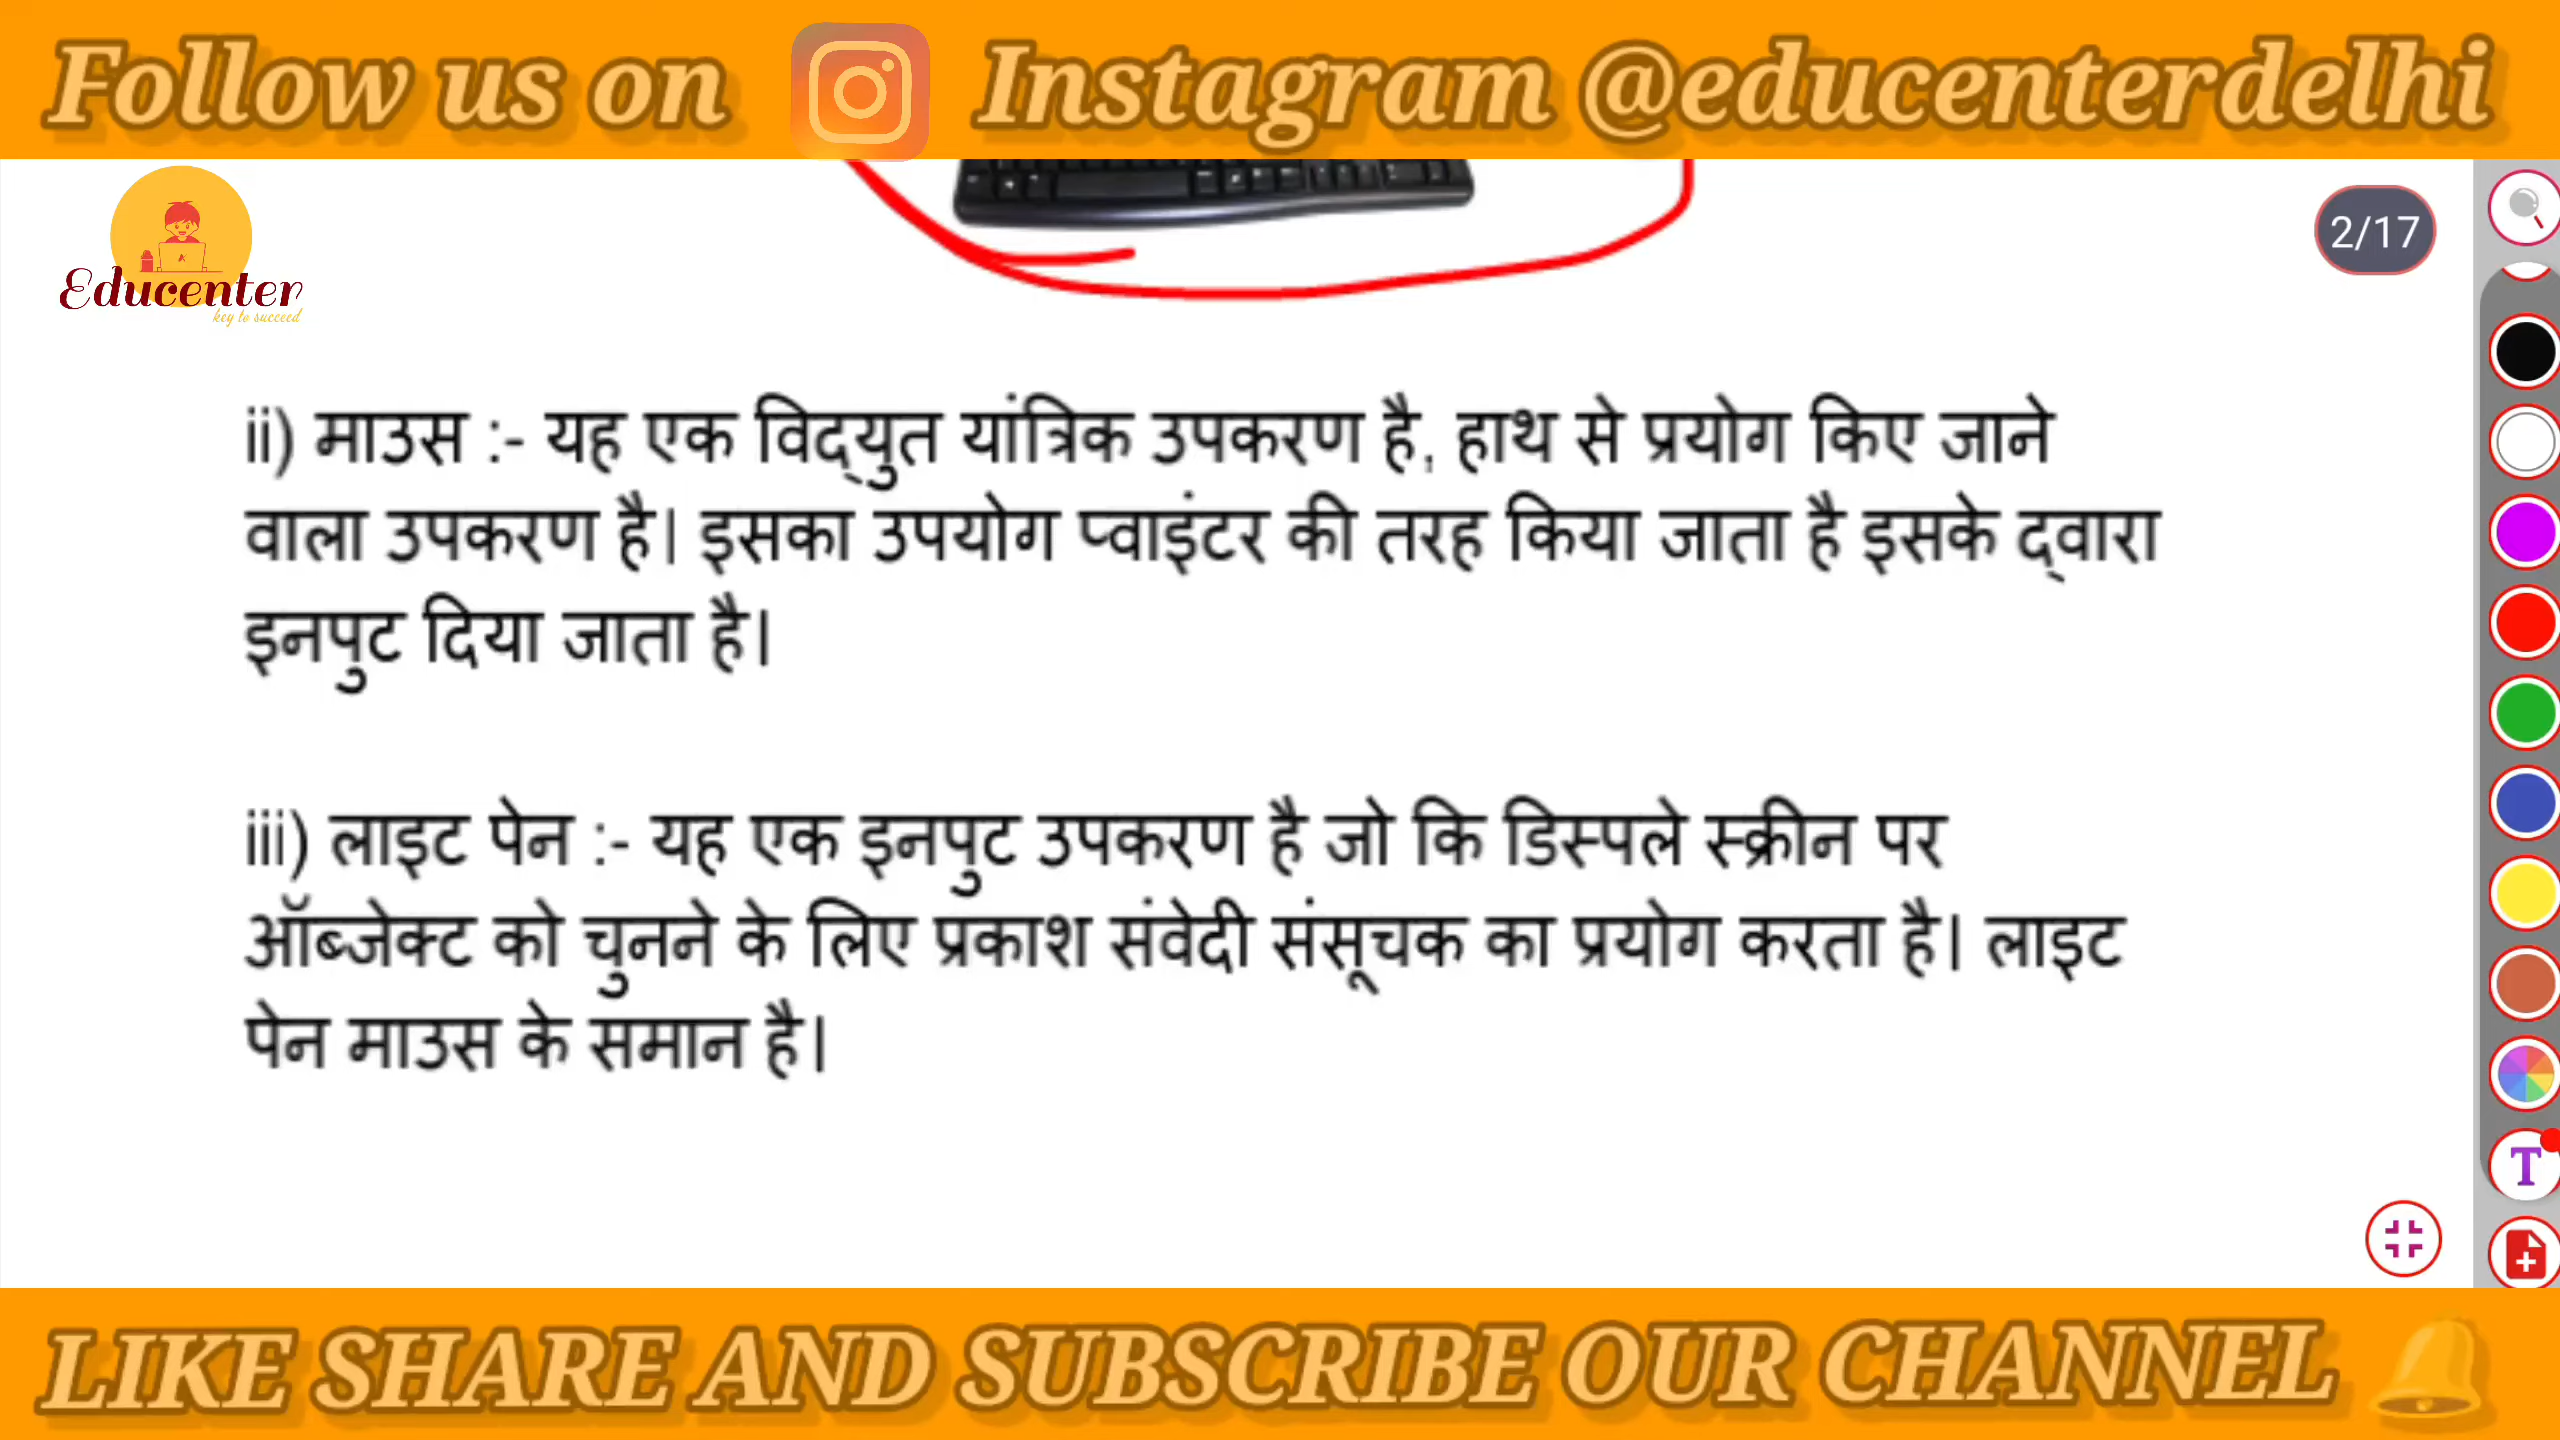 Follow us on Instagram @educenterdelhi
Educenter
key to succeed
2/17
ii) माउस :- यह एक विद्युत यांत्रिक उपकरण है, हाथ से प्रयोग किए जाने
वाला उपकरण है। इसका उपयोग प्वाइंटर की तरह किया जाता है इसके द्वारा
इनपुट दिया जाता है।
iii) लाइट पेन :- यह एक इनपुट उपकरण है जो कि डिस्पले स्क्रीन पर
ऑब्जेक्ट को चुनने के लिए प्रकाश संवेदी संसूचक का प्रयोग करता है। लाइट
पेन माउस के समान है।
T
LIKE SHARE AND SUBSCRIBE OUR CHANNEL